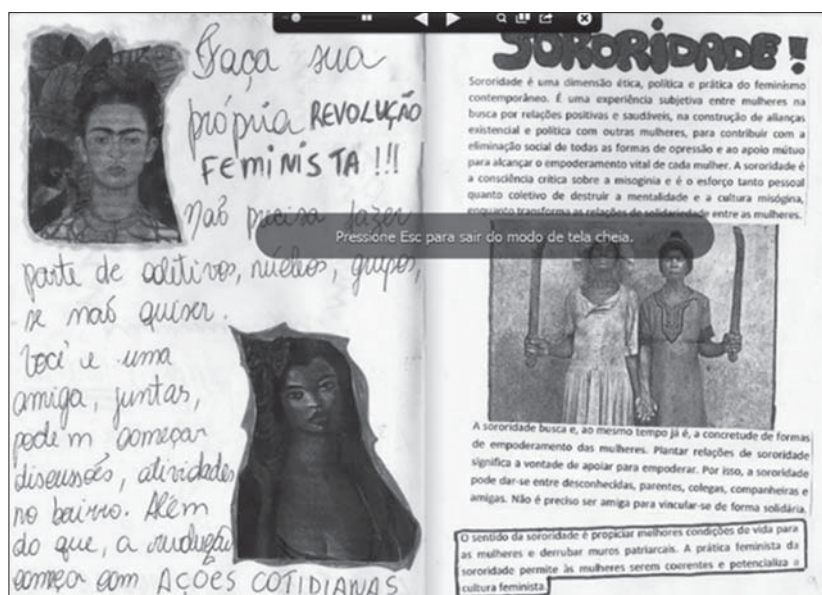 Faça sua
própria REVOLUÇÃO
FEMINISTA !!!
Não precisa fazer
parte de coletivos, núcleos, grupos,
se não quiser.
Você e uma
amiga, juntas,
podem começar
discussões, atividades
no bairro. Além
do que, a revolução
começa com AÇÕES COTIDIANAS
SORORIDADE!
Sororidade é uma dimensão ética, política e prática do feminismo
contemporâneo. É uma experiência subjetiva entre mulheres na
busca por relações positivas e saudáveis, na construção de alianças
existencial e política com outras mulheres, para contribuir com a
eliminação social de todas as formas de opressão e ao apoio mútuo
para alcançar o empoderamento vital de cada mulher. A sororidade é
a consciência crítica sobre a misoginia e é o esforço tanto pessoal
quanto coletivo de destruir a mentalidade e a cultura misógina,
enquanto transforma as relações de solidariedade entre as mulheres.
Pressione Esc para sair do modo de tela cheia.
A sororidade busca e, ao mesmo tempo já é, a concretude de formas
de empoderamento das mulheres. Plantar relações de sororidade
significa a vontade de apoiar para empoderar. Por isso, a sororidade
pode dar-se entre desconhecidas, parentes, colegas, companheiras e
amigas. Não é preciso ser amiga para vincular-se de forma solidária.
O sentido da sororidade é propiciar melhores condições de vida para
as mulheres e derrubar muros patriarcais. A prática feminista da
sororidade permite às mulheres serem coerentes e potencializa a
cultura feminista.